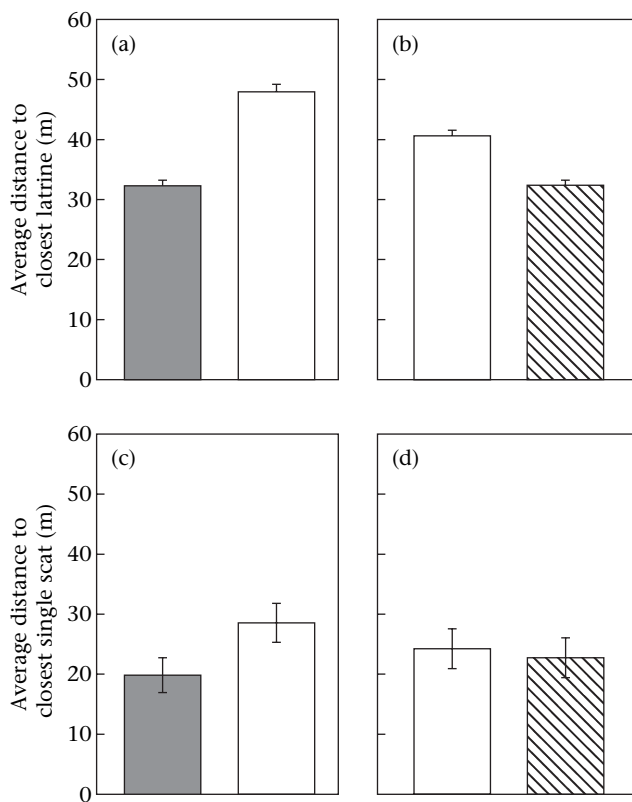 Average distance to
closest latrine (m)
(a)
(b)
60
50
40
30
20
10
0
Average distance to
closest single scat (m)
(c)
(d)
60
50
40
30
20
10
0